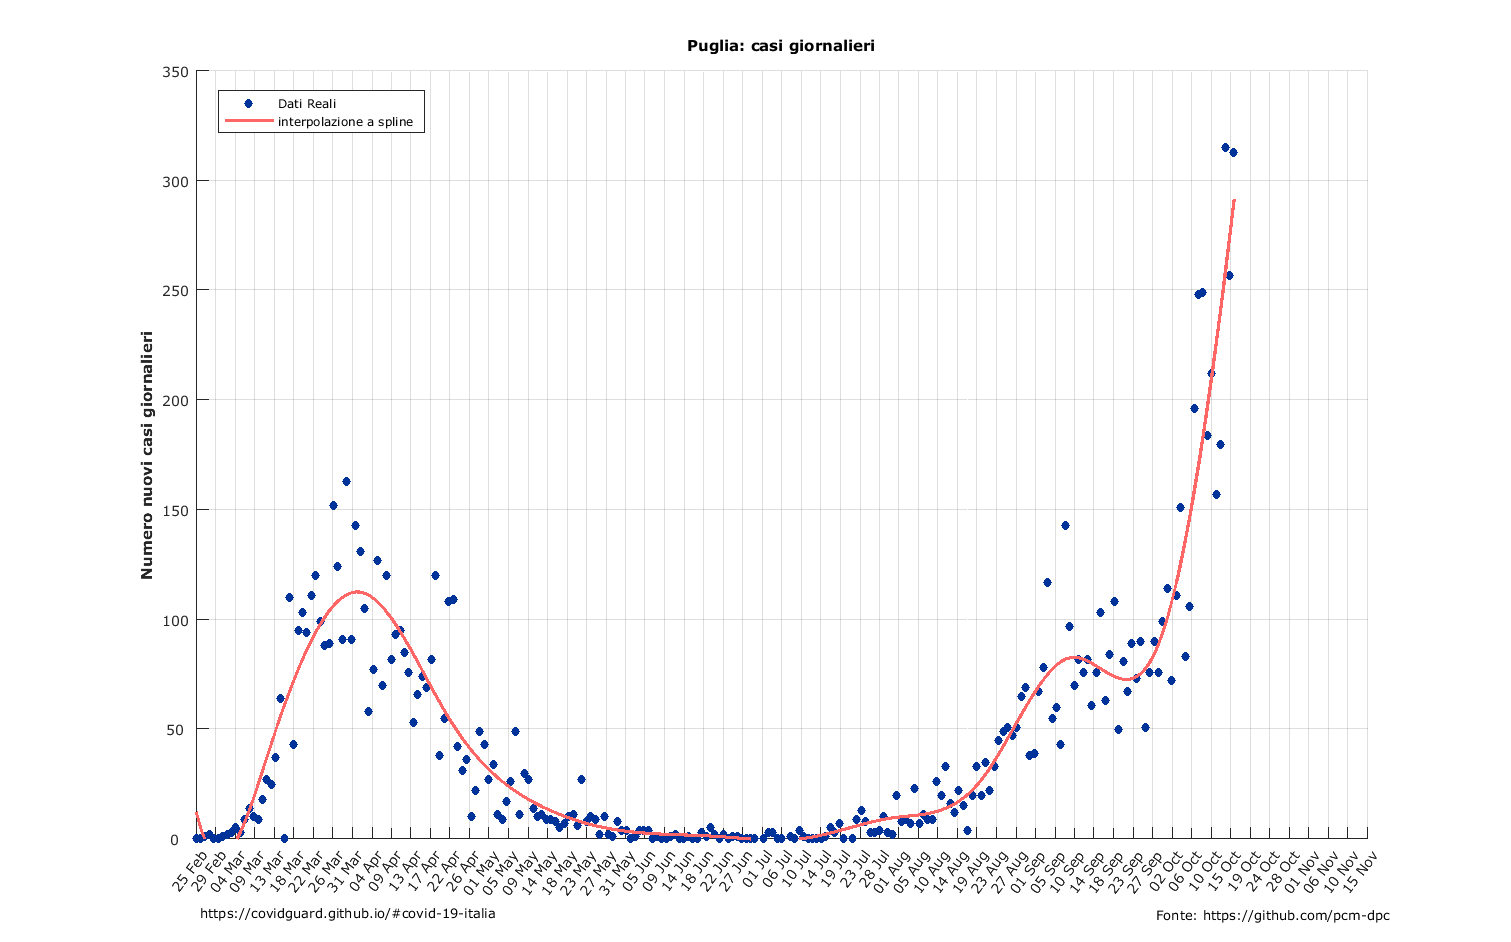 Puglia: casi giornalieri
350
Dati Reali
interpolazione a spline
300
250
200
150
100
50
0
Numero nuovi casi giornalieri
25 Feb
29 Feb
04 Mar
09 Mar
13 Mar
18 Mar
22 Mar
26 Mar
31 Mar
04 Apr
09 Apr
13 Apr
17 Apr
22 Apr
26 Apr
01 May
05 May
09 May
14 May
18 May
23 May
27 May
31 May
05 Jun
09 Jun
14 Jun
18 Jun
22 Jun
27 Jun
01 Jul
06 Jul
10 Jul
14 Jul
19 Jul
23 Jul
28 Jul
01 Aug
05 Aug
10 Aug
14 Aug
19 Aug
23 Aug
27 Aug
01 Sep
05 Sep
10 Sep
14 Sep
18 Sep
23 Sep
27 Sep
02 Oct
06 Oct
10 Oct
15 Oct
19 Oct
24 Oct
28 Oct
01 Nov
06 Nov
10 Nov
15 Nov
https://covidguard.github.io/#covid-19-italia
Fonte: https://github.com/pcm-dpc